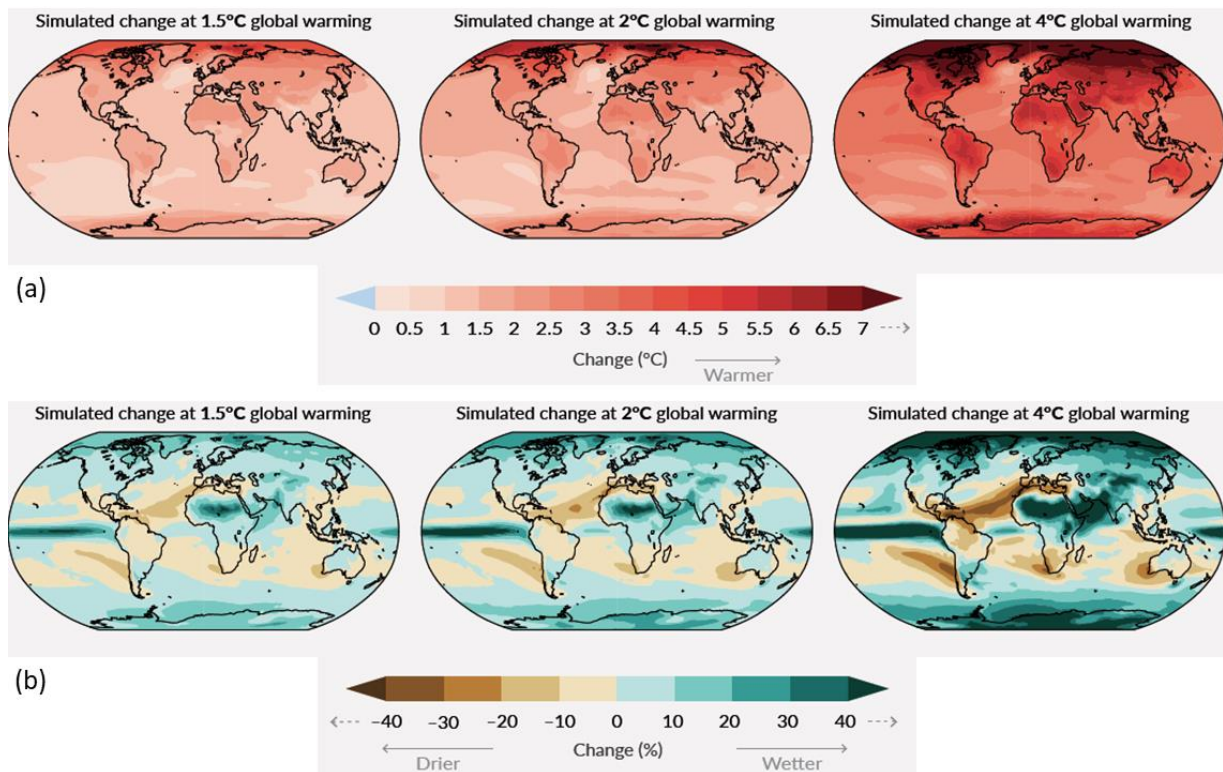 Simulated change at 1.5°C global warming
Simulated change at 2°C global warming
Simulated change at 4°C global warming
(a)
0 0.5 1 1.5 2 2.5 3 3.5 4 4.5 5 5.5 6 6.5 7
Change (°C)
Warmer
Simulated change at 1.5°C global warming
Simulated change at 2°C global warming
Simulated change at 4°C global warming
(b)
−40 −30 −20 −10 0 10 20 30 40
Change (%)
Drier
Wetter